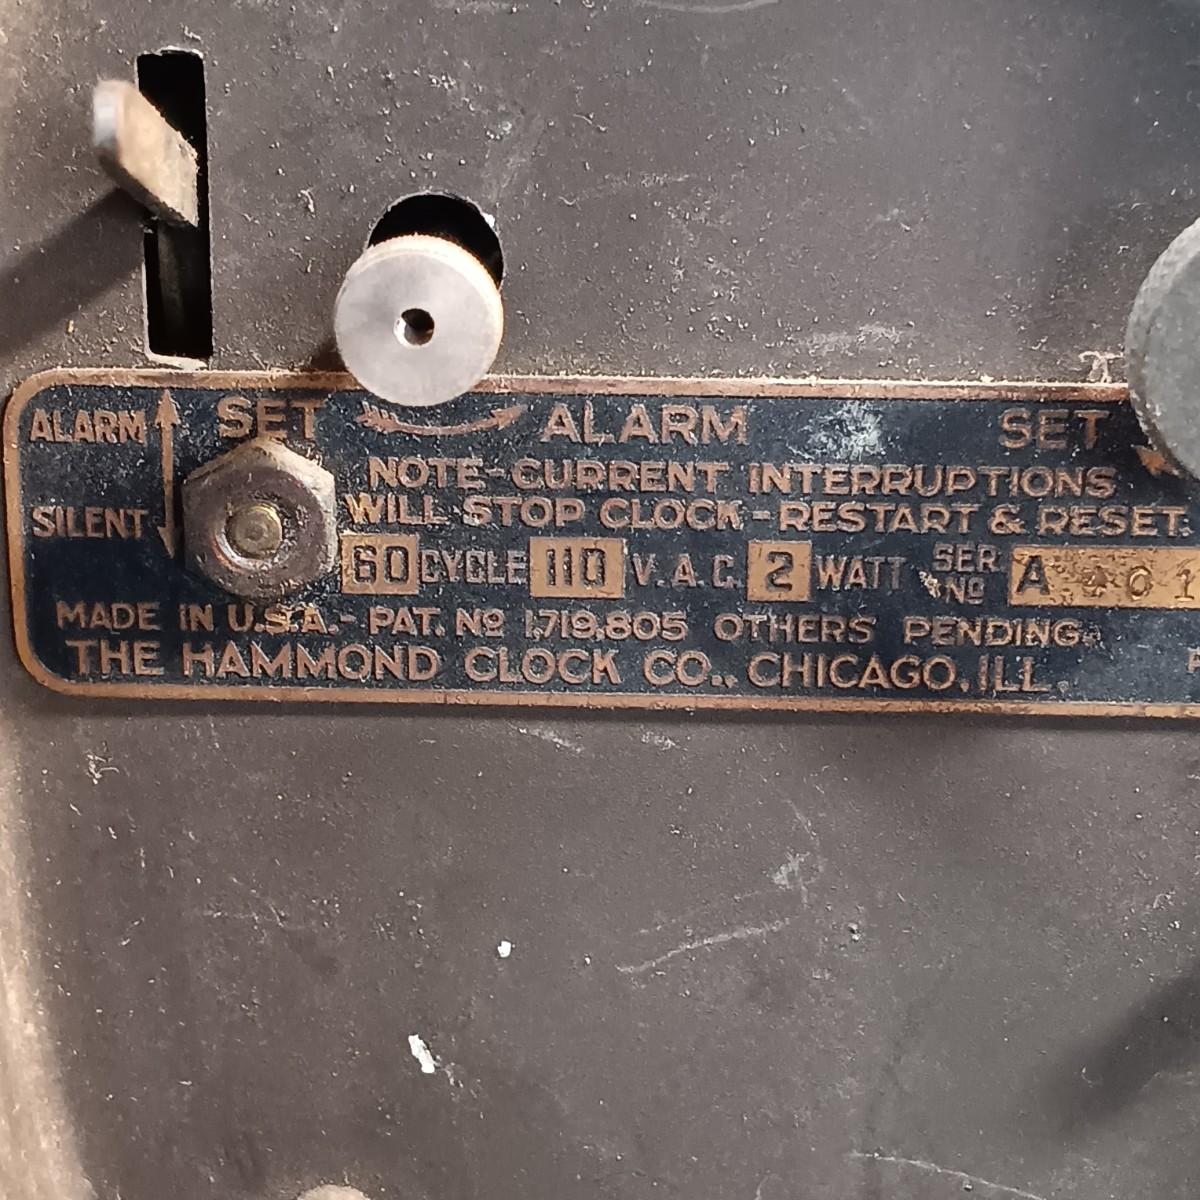 ALARM SET ALARM SET
NOTE-CURRENT INTERRUPTIONS
SILENT WILL STOP CLOCK-RESTART & RESET.
60 CYCLE 110 V.A.C. 2 WATT SER. Nº A
MADE IN U.S.A.- PAT. Nº 1,719,805 OTHERS PENDING.
THE HAMMOND CLOCK CO., CHICAGO, ILL.